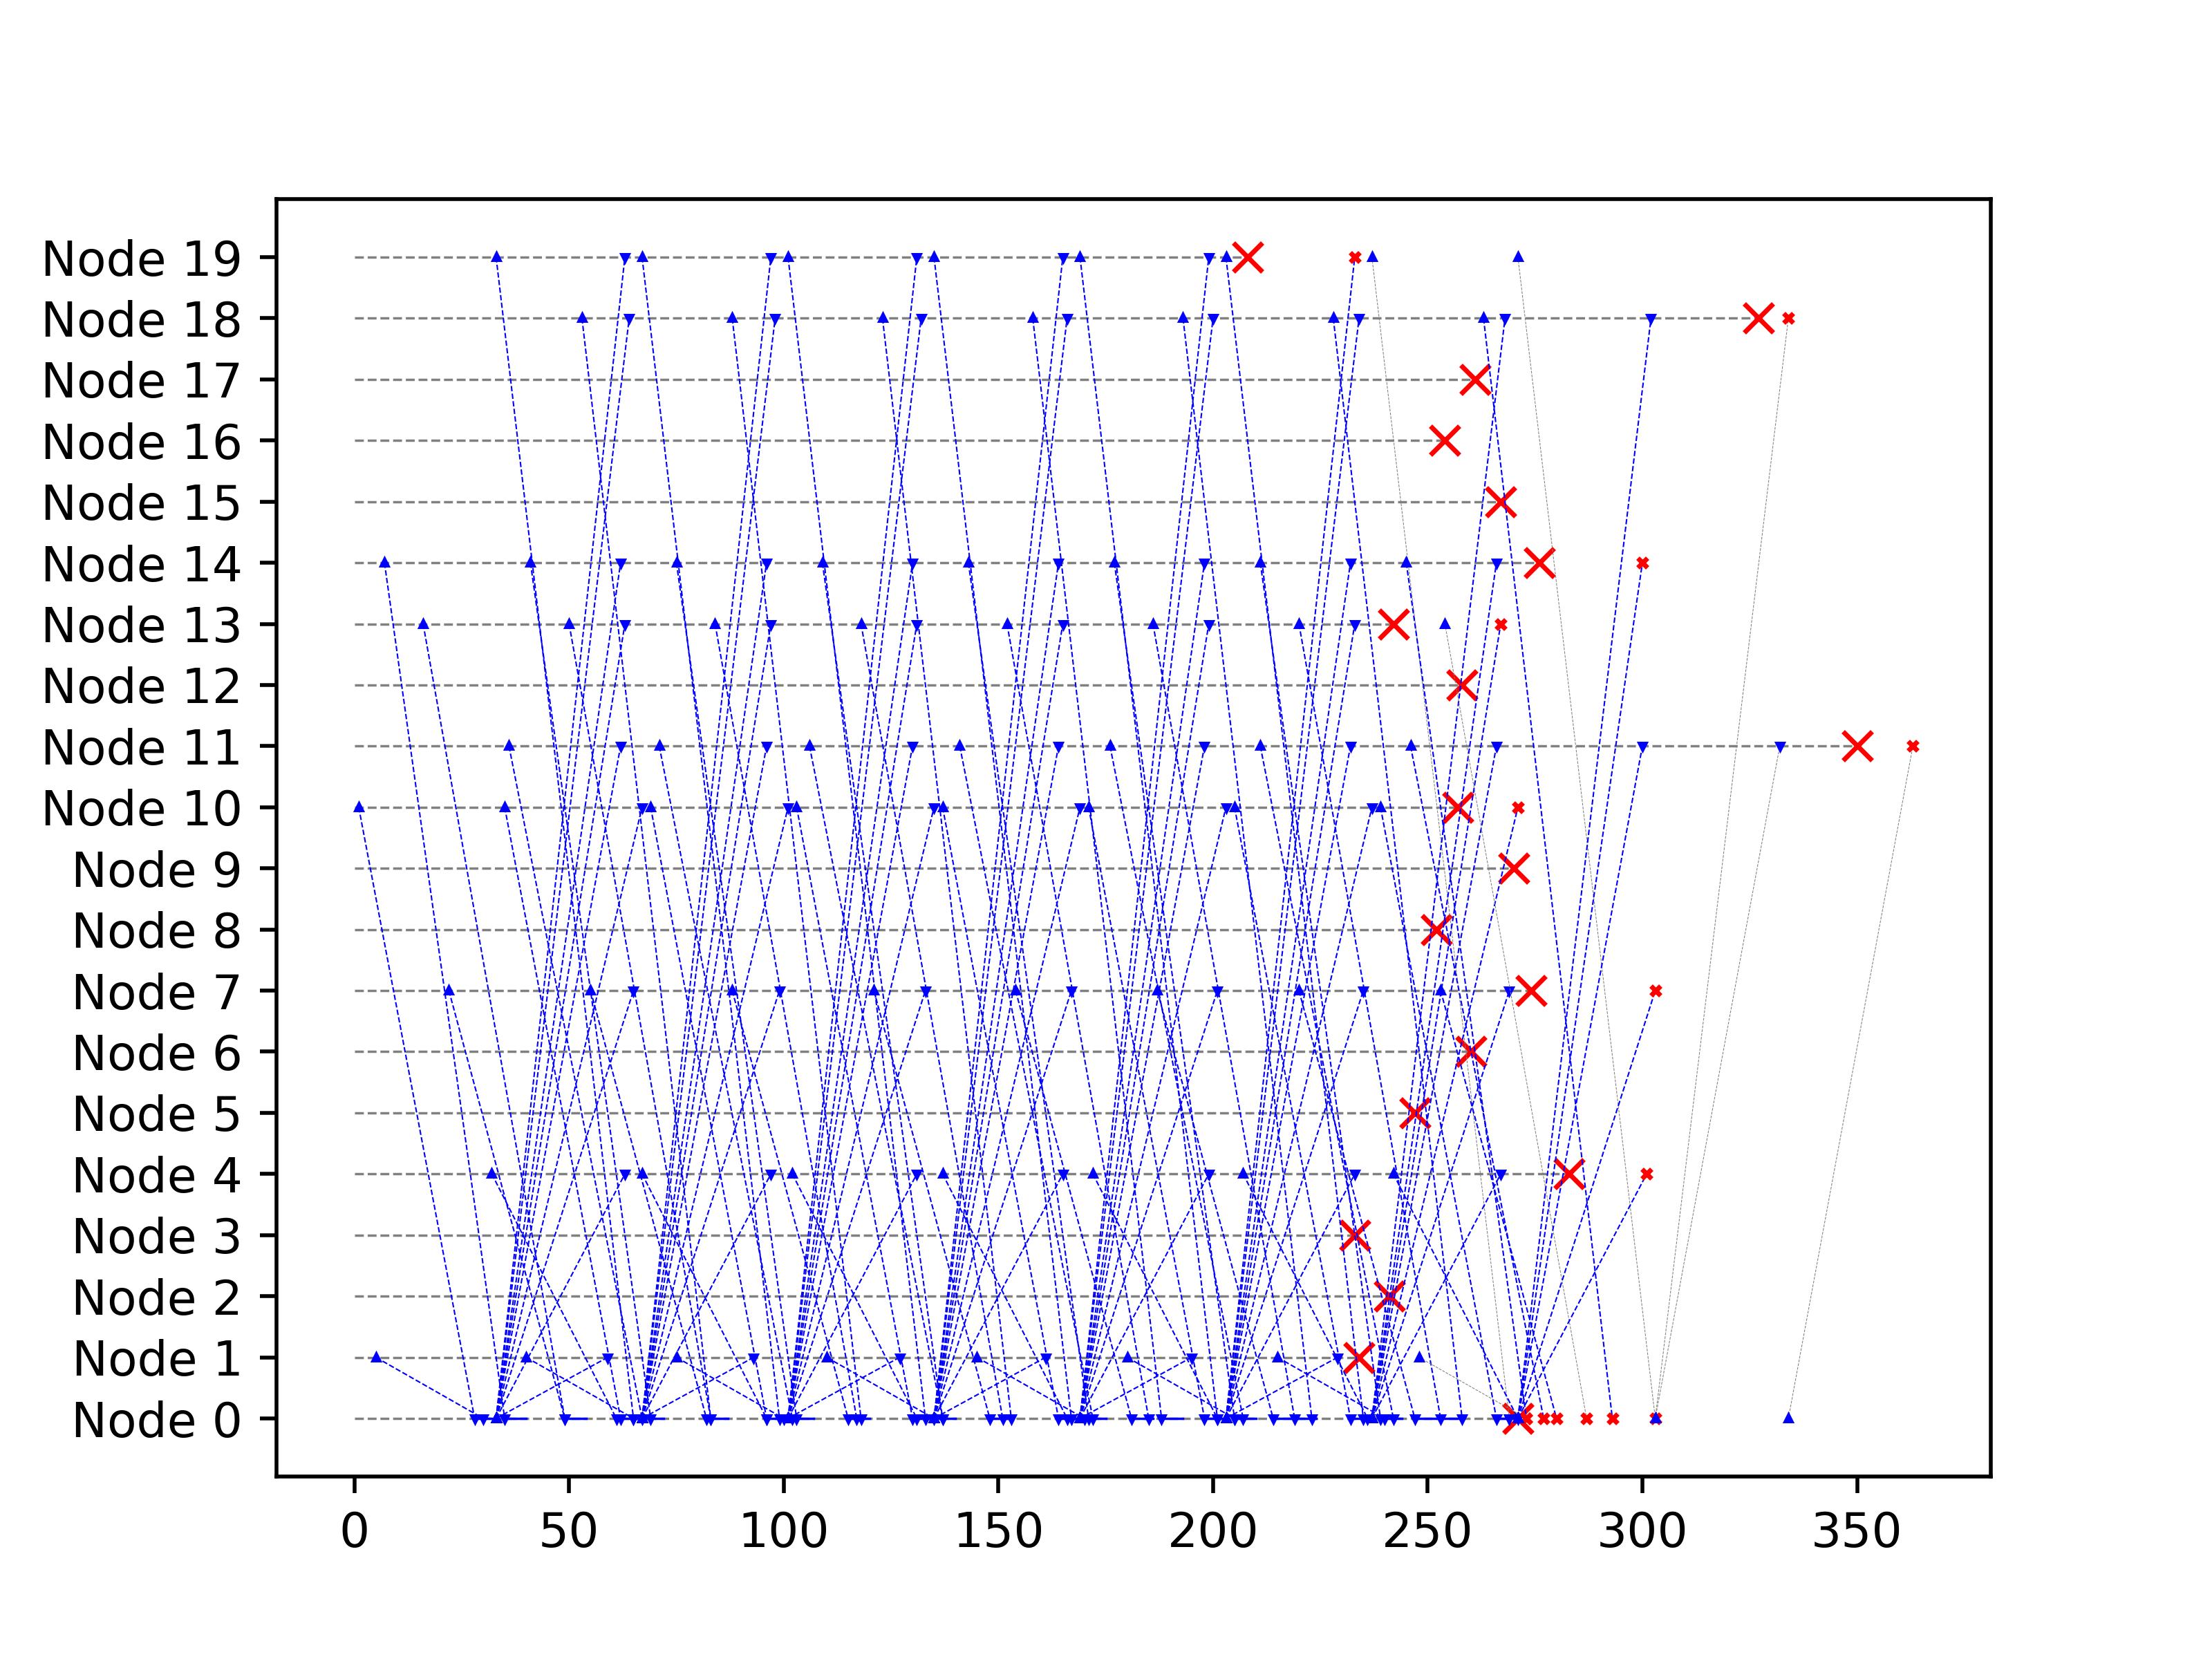 Node 19
Node 18
Node 17
Node 16
Node 15
Node 14
Node 13
Node 12
Node 11
Node 10
Node 9
Node 8
Node 7
Node 6
Node 5
Node 4
Node 3
Node 2
Node 1
Node 0
0 50 100 150 200 250 300 350